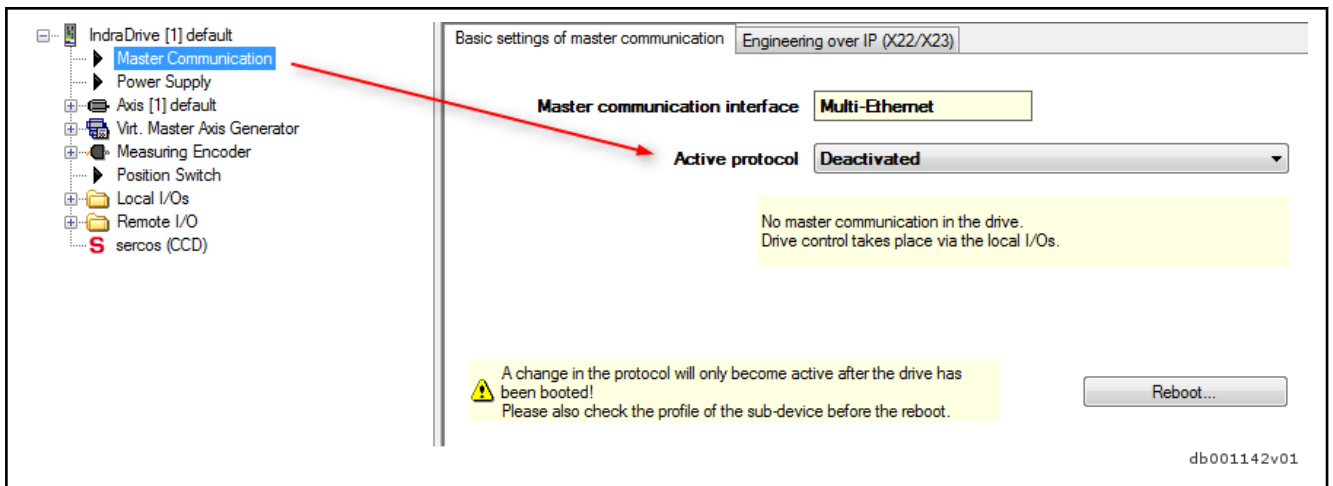 IndraDrive [1] default
Master Communication
Power Supply
Axis [1] default
Virt. Master Axis Generator
Measuring Encoder
Position Switch
Local I/Os
Remote I/O
S sercos (CCD)
Basic settings of master communication
Engineering over IP (X22/X23)
Master communication interface Multi-Ethernet
Active protocol Deactivated
No master communication in the drive.
Drive control takes place via the local I/Os.
A change in the protocol will only become active after the drive has
been booted!
Please also check the profile of the sub-device before the reboot.
Reboot...
db001142v01